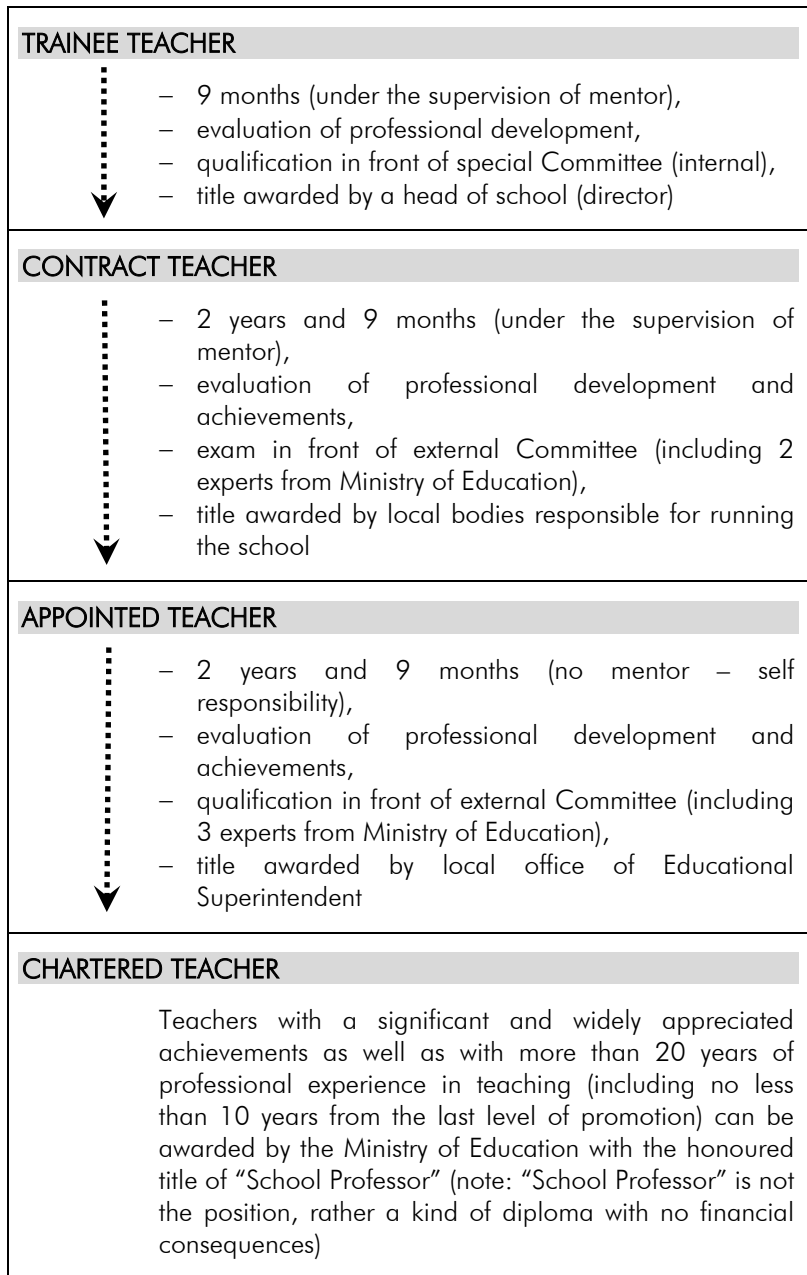 TRAINEE TEACHER
– 9 months (under the supervision of mentor),
– evaluation of professional development,
– qualification in front of special Committee (internal),
– title awarded by a head of school (director)
CONTRACT TEACHER
– 2 years and 9 months (under the supervision of
mentor),
– evaluation of professional development and
achievements,
– exam in front of external Committee (including 2
experts from Ministry of Education),
– title awarded by local bodies responsible for running
the school
APPOINTED TEACHER
– 2 years and 9 months (no mentor – self
responsibility),
– evaluation of professional development and
achievements,
– qualification in front of external Committee (including
3 experts from Ministry of Education),
– title awarded by local office of Educational
Superintendent
CHARTERED TEACHER
Teachers with a significant and widely appreciated
achievements as well as with more than 20 years of
professional experience in teaching (including no less
than 10 years from the last level of promotion) can be
awarded by the Ministry of Education with the honoured
title of “School Professor” (note: “School Professor” is not
the position, rather a kind of diploma with no financial
consequences)